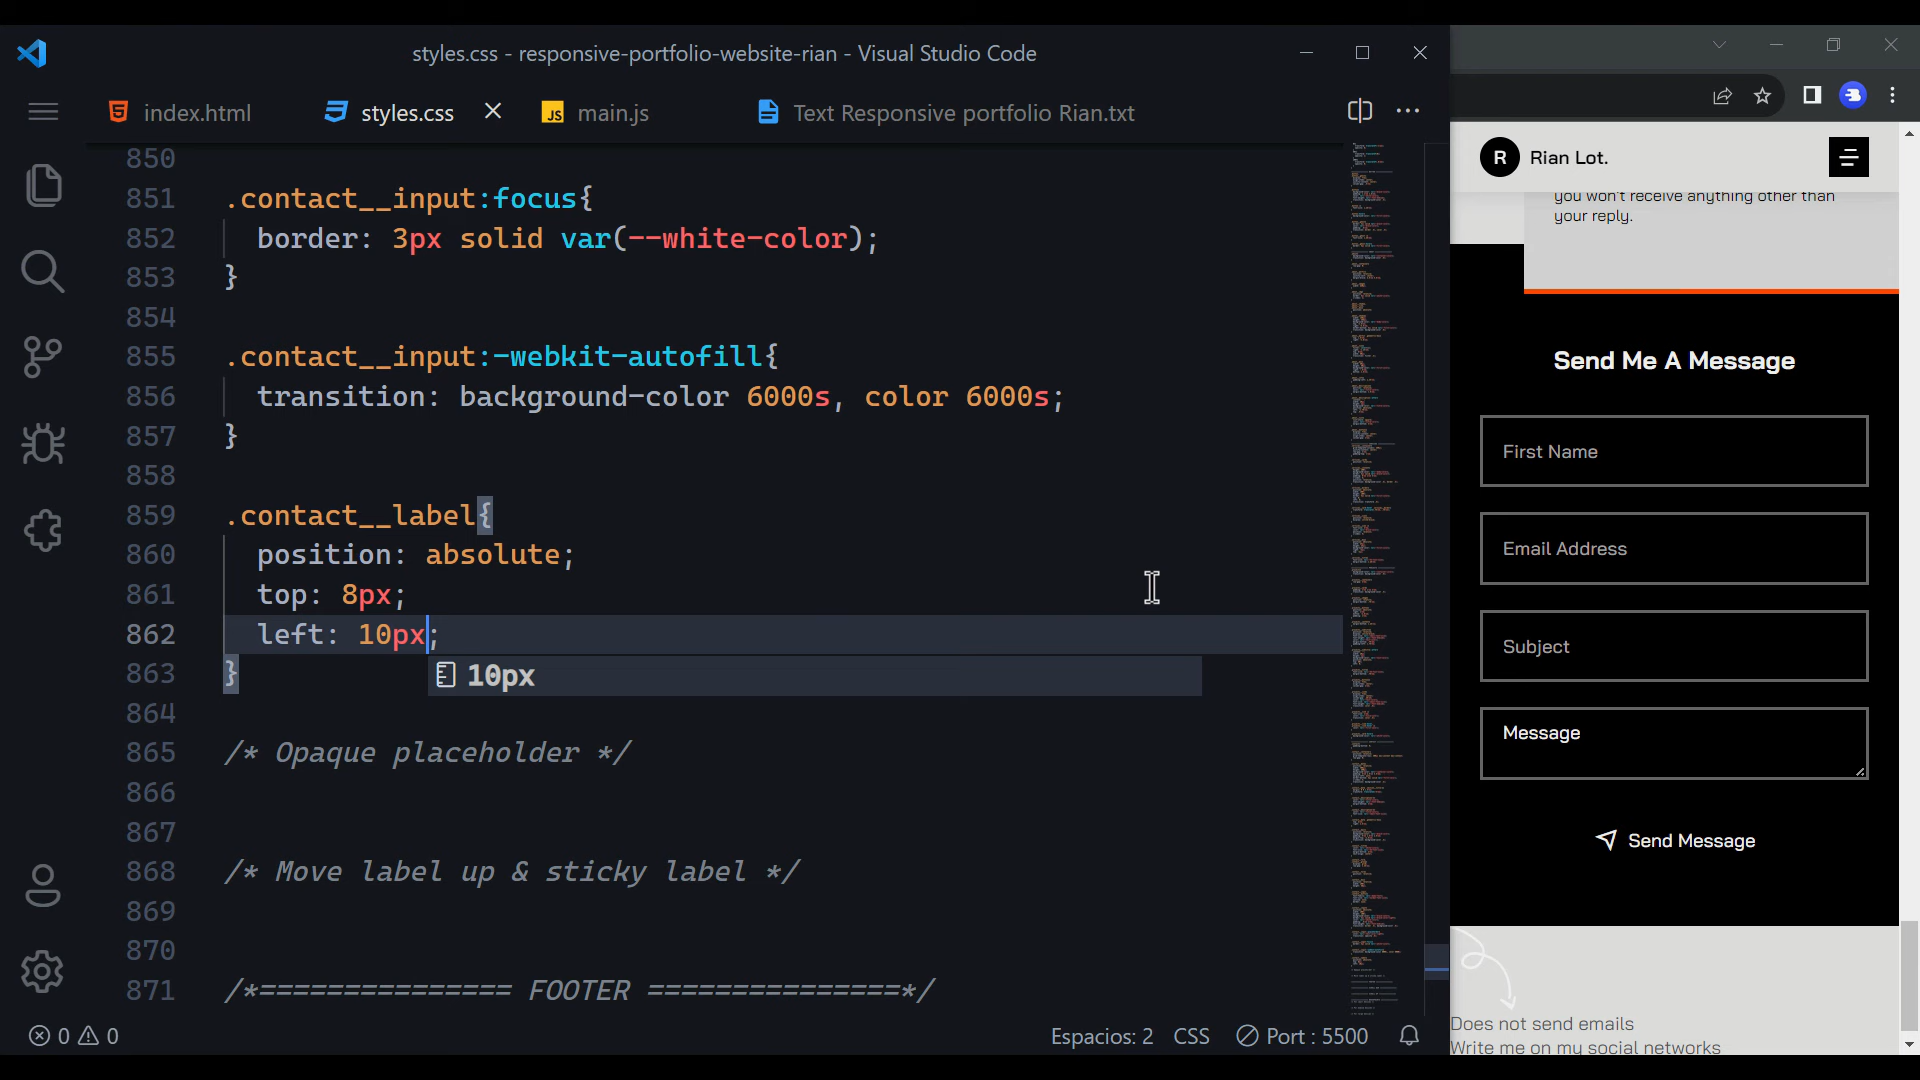 styles.css - responsive-portfolio-website-rian - Visual Studio Code
index.html
styles.css
JS main.js
Text Responsive portfolio Rian.txt
850
851 .contact__input:focus{
852 border: 3px solid var(--white-color);
853 }
854
855 .contact__input:-webkit-autofill{
856 transition: background-color 6000s, color 6000s;
857 }
858
859 .contact__label{
860 position: absolute;
861 top: 8px;
862 left: 10px;
863 }
10px
864
865 /* Opaque placeholder */
866
867
868 /* Move label up & sticky label */
869
870
871 /*=============== FOOTER ===============*/
0 0
Espacios: 2 CSS Port : 5500
R Rian Lot.
you won't receive anything other than
your reply.
Send Me A Message
First Name
Email Address
Subject
Message
Send Message
Does not send emails
Write me on my social networks